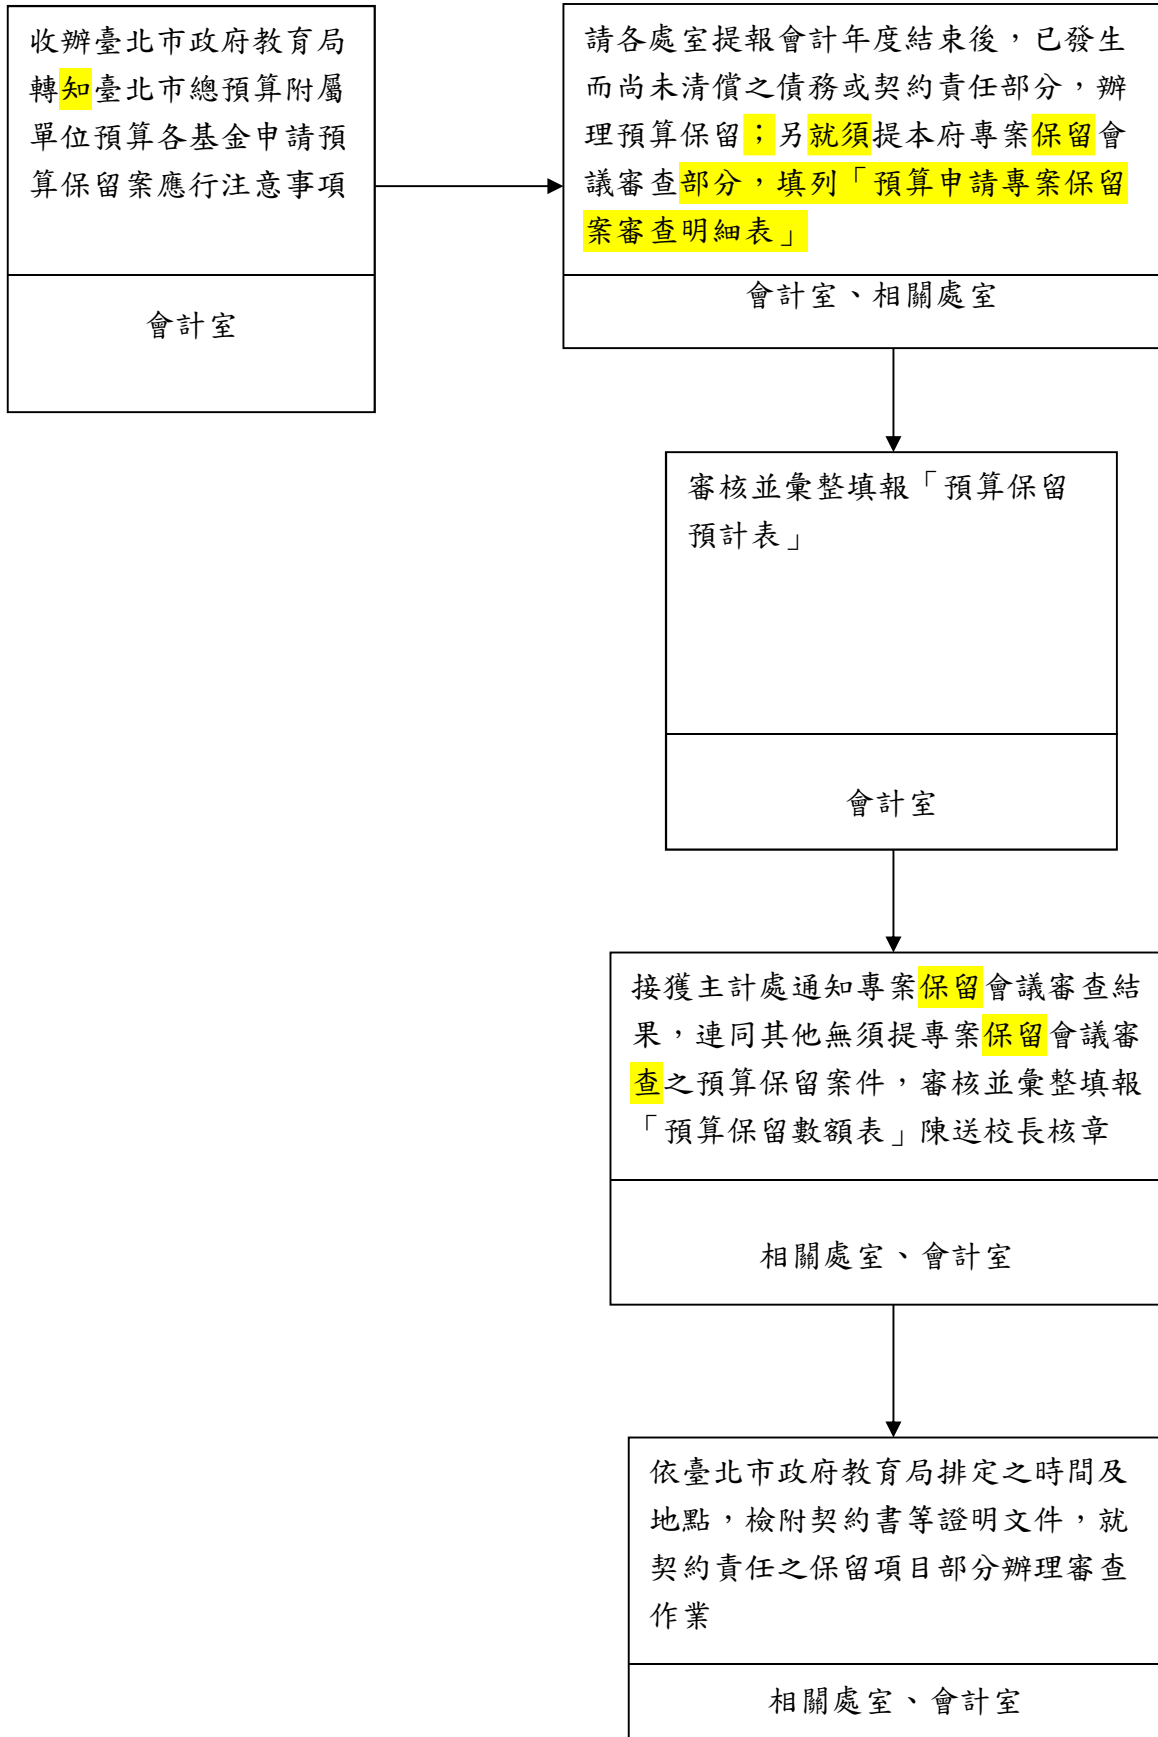 收辦臺北市政府教育局
轉知臺北市總預算附屬
單位預算各基金申請預
算保留案應行注意事項
會計室
請各處室提報會計年度結束後，已發生
而尚未清償之債務或契約責任部分，辦
理預算保留；另就須提本府專案保留會
議審查部分，填列「預算申請專案保留
案審查明細表」
會計室、相關處室
審核並彙整填報「預算保留
預計表」
會計室
接獲主計處通知專案保留會議審查結
果，連同其他無須提專案保留會議審
查之預算保留案件，審核並彙整填報
「預算保留數額表」陳送校長核章
相關處室、會計室
依臺北市政府教育局排定之時間及
地點，檢附契約書等證明文件，就
契約責任之保留項目部分辦理審查
作業
相關處室、會計室